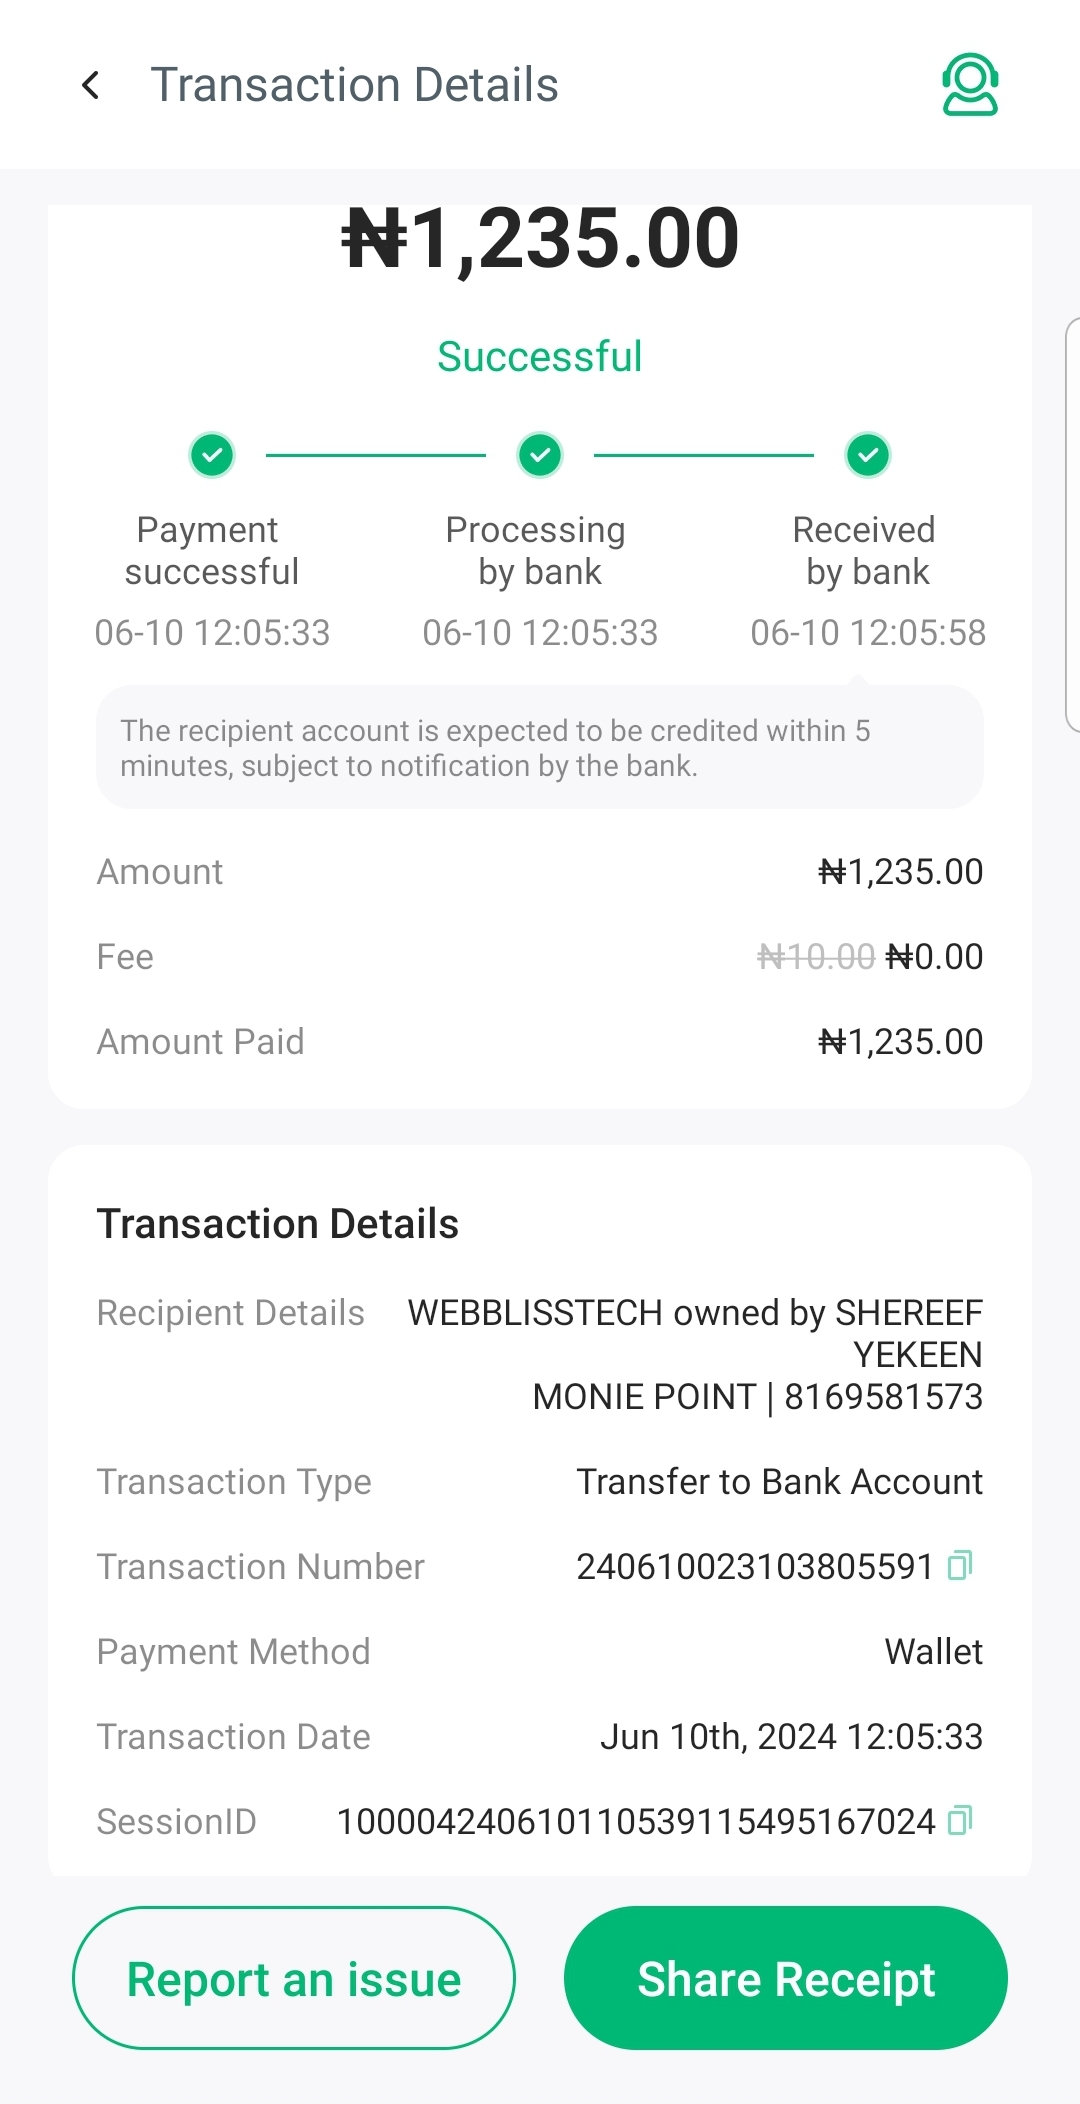 Transaction Details
₦1,235.00
Successful
Payment
successful
06-10 12:05:33
Processing
by bank
06-10 12:05:33
Received
by bank
06-10 12:05:58
The recipient account is expected to be credited within 5
minutes, subject to notification by the bank.
Amount ₦1,235.00
Fee ₦10.00 ₦0.00
Amount Paid ₦1,235.00
Transaction Details
Recipient Details WEBBLISSTECH owned by SHEREEF
YEKEEN
MONIE POINT | 8169581573
Transaction Type Transfer to Bank Account
Transaction Number 240610023103805591
Payment Method Wallet
Transaction Date Jun 10th, 2024 12:05:33
SessionID 100004240610110539115495167024
Report an issue
Share Receipt